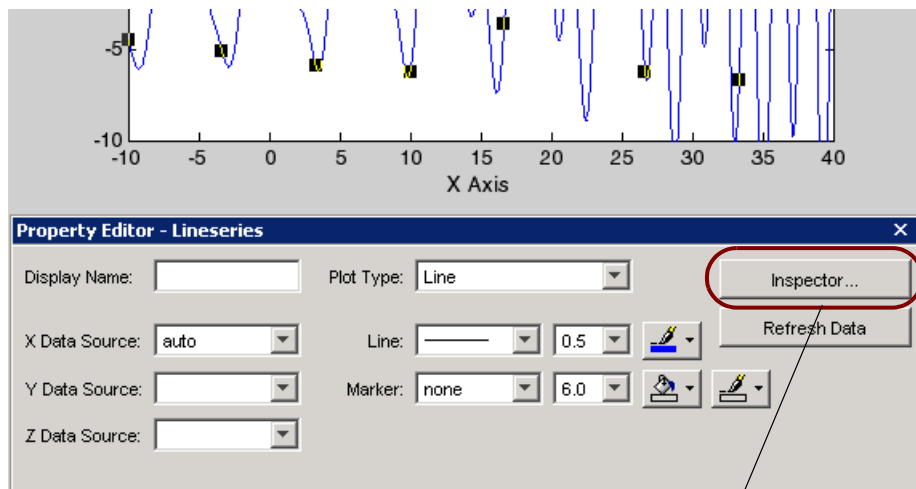 -5
-10
-10 -5 0 5 10 15 20 25 30 35 40
X Axis
Property Editor - Lineseries
Display Name: Plot Type: Line Inspector...
X Data Source: auto Line: 0.5 Refresh Data
Y Data Source: Marker: none 6.0
Z Data Source: